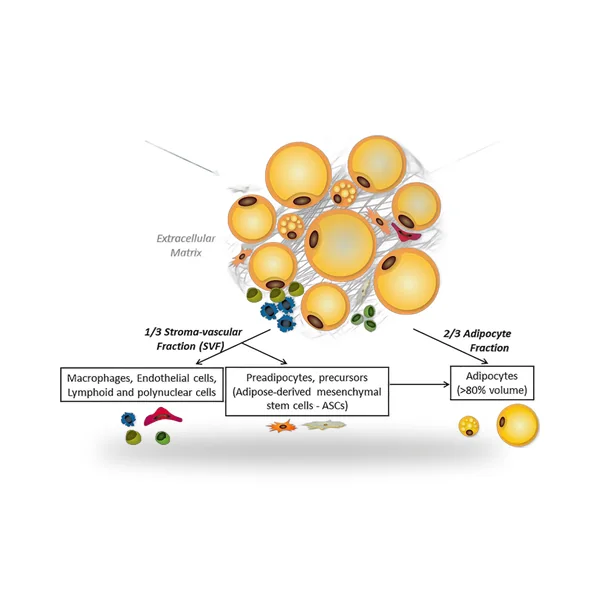 Extracellular
Matrix
1/3 Stroma-vascular
Fraction (SVF)
2/3 Adipocyte
Fraction
Macrophages, Endothelial cells,
Lymphoid and polynuclear cells
Preadipocytes, precursors
(Adipose-derived mesenchymal
stem cells - ASCs)
Adipocytes
(>80% volume)